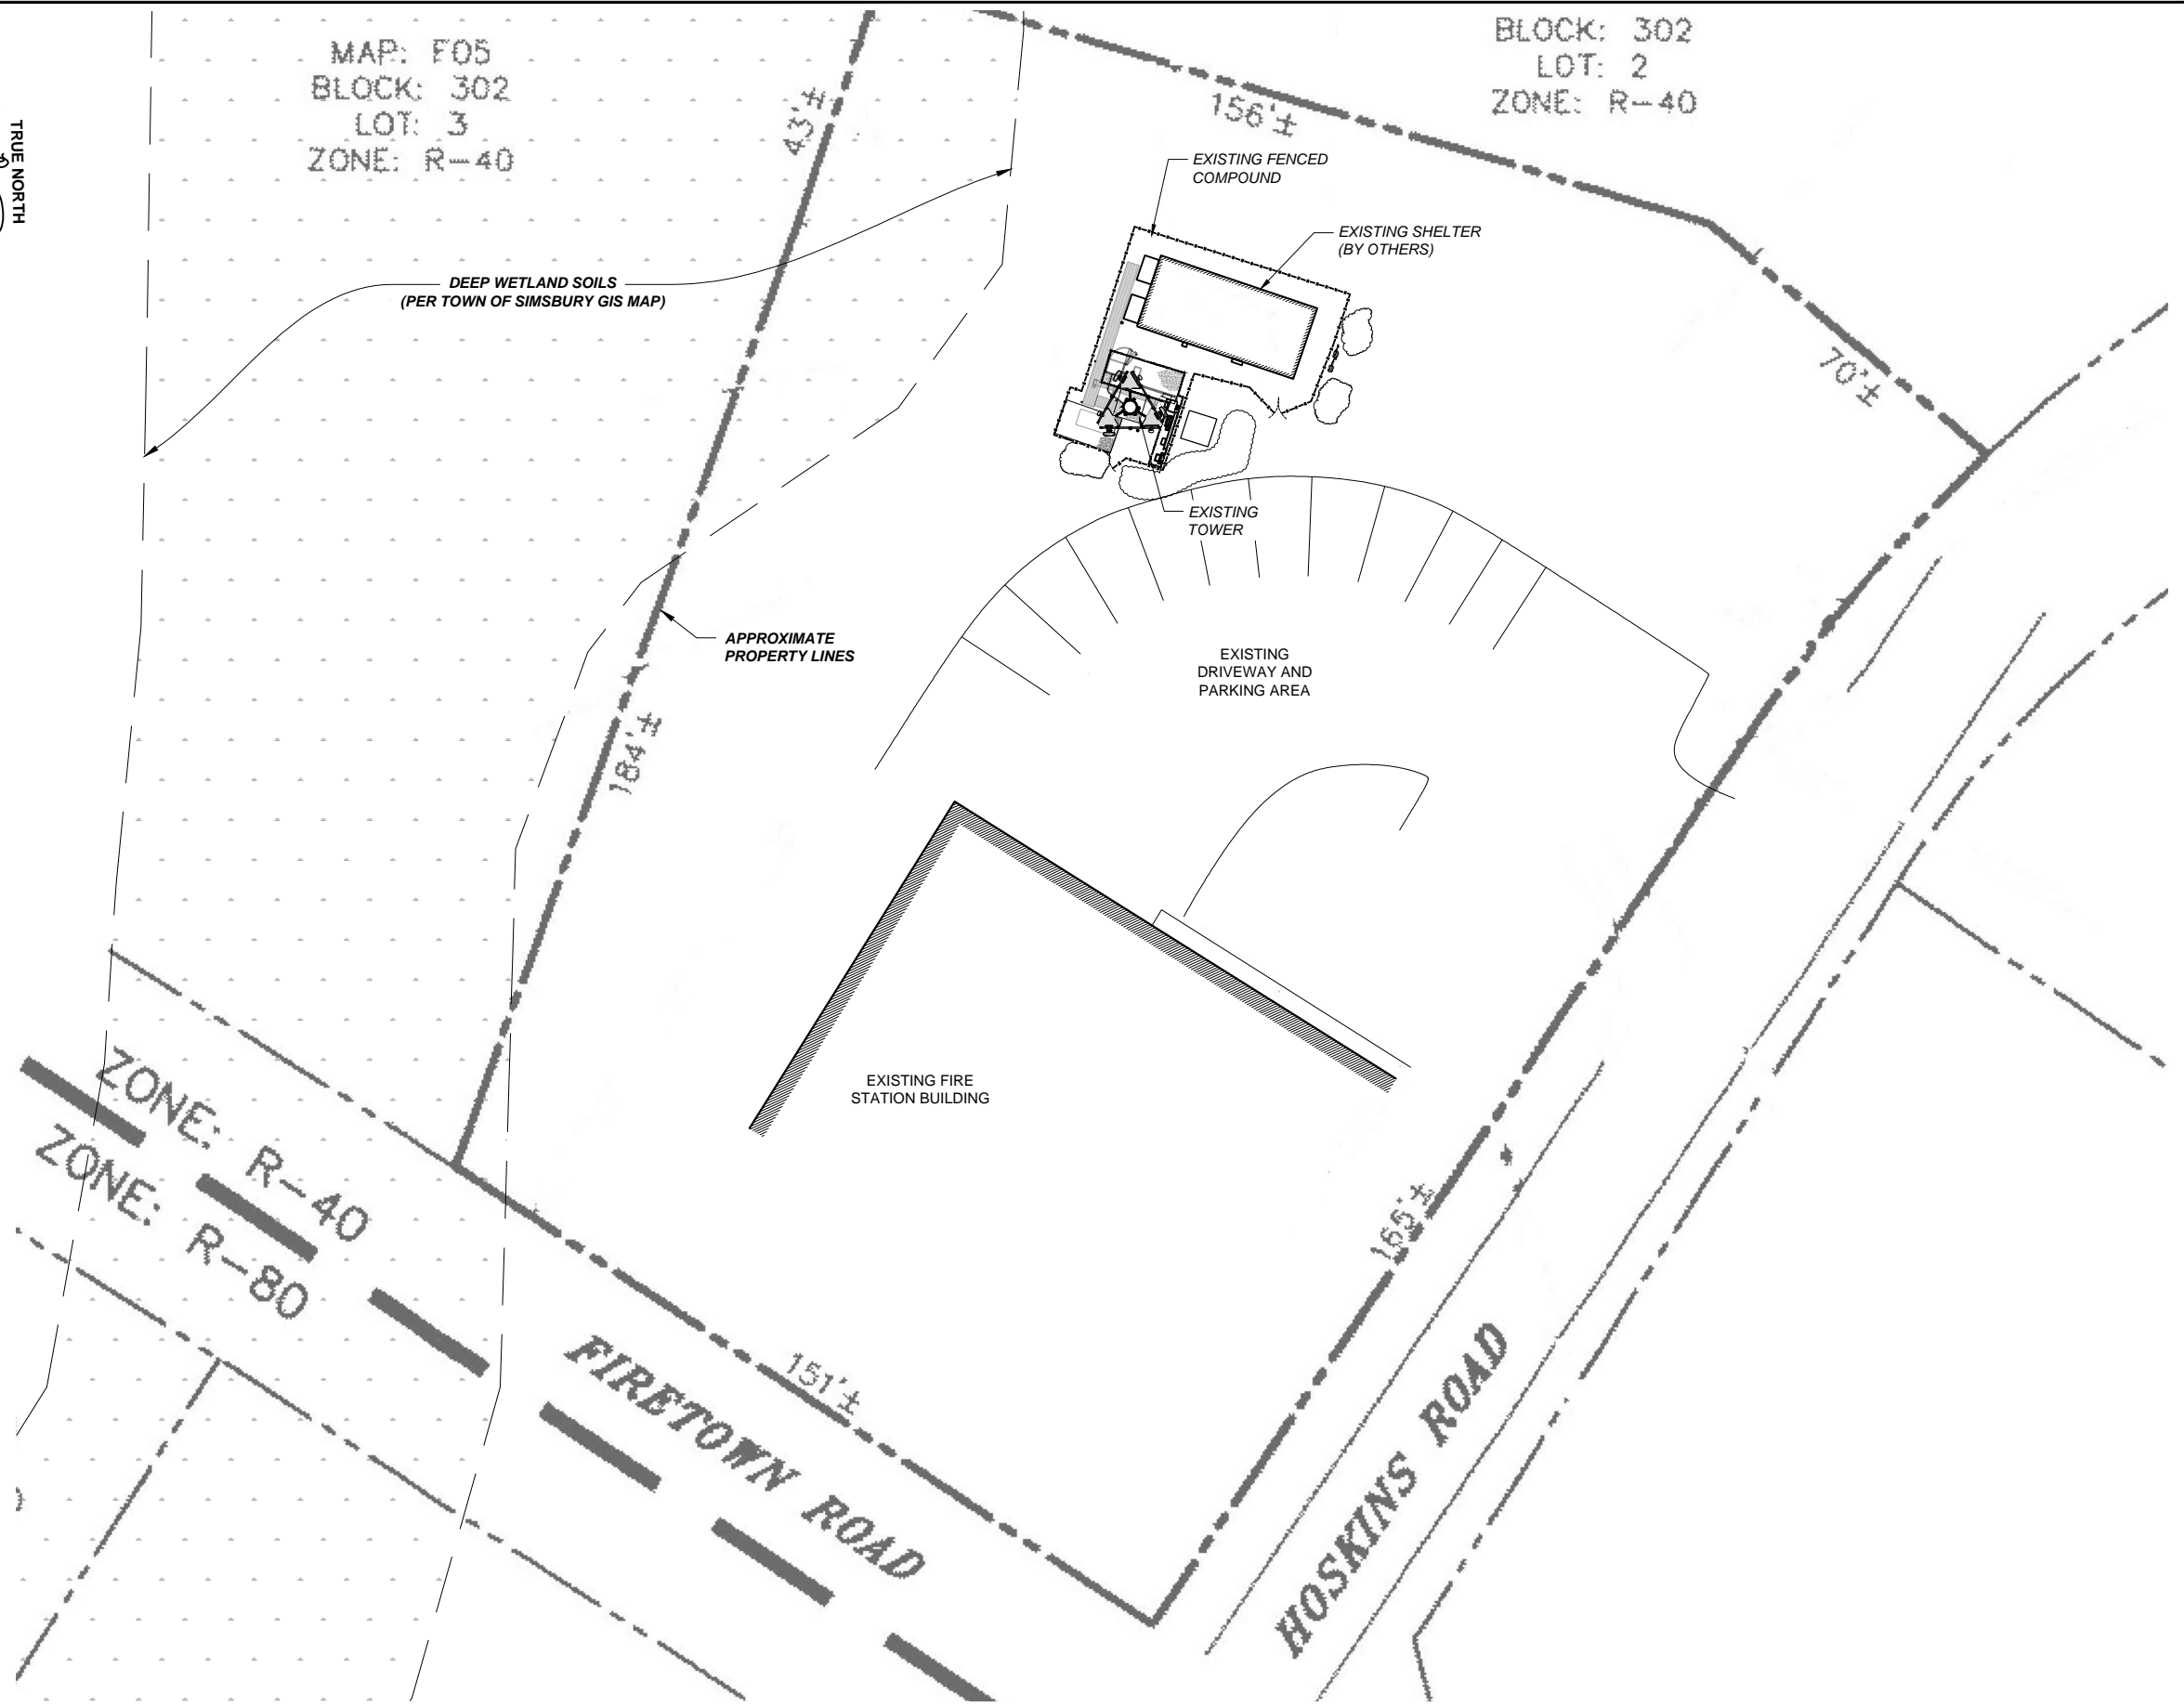 MAP: F05
BLOCK: 302
LOT: 3
ZONE: R-40
BLOCK: 302
LOT: 2
ZONE: R-40
TRUE NORTH
43'±
156'±
EXISTING FENCED
COMPOUND
EXISTING SHELTER
(BY OTHERS)
DEEP WETLAND SOILS
(PER TOWN OF SIMSBURY GIS MAP)
70'±
EXISTING
TOWER
APPROXIMATE
PROPERTY LINES
EXISTING
DRIVEWAY AND
PARKING AREA
184'±
EXISTING FIRE
STATION BUILDING
ZONE: R-40
ZONE: R-80
165'±
151'±
FIRETOWN ROAD
HOSKINS ROAD